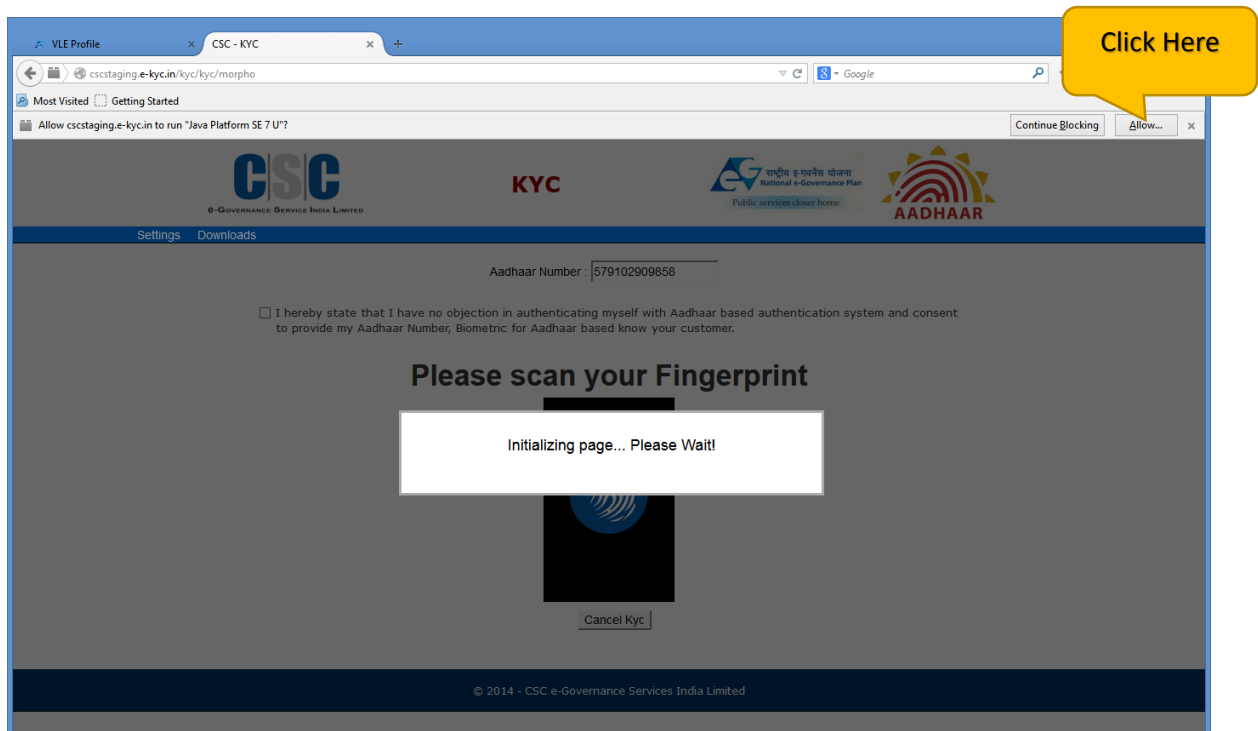 Click Here
VLE Profile
CSC - KYC
cscstaging.e-kyc.in/kyc/kyc/morpho
Google
Most Visited Getting Started
Allow cscstaging.e-kyc.in to run "Java Platform SE 7 U"?
Continue Blocking Allow...
CSC
e-Governance Service India Limited
KYC
राष्ट्रीय इ-गवर्नेंस योजना
National e-Governance Plan
Public services closer home
AADHAAR
Settings Downloads
Aadhaar Number : 579102909858
I hereby state that I have no objection in authenticating myself with Aadhaar based authentication system and consent
to provide my Aadhaar Number, Biometric for Aadhaar based know your customer.
Please scan your Fingerprint
Initializing page... Please Wait!
Cancel Kyc
© 2014 - CSC e-Governance Services India Limited